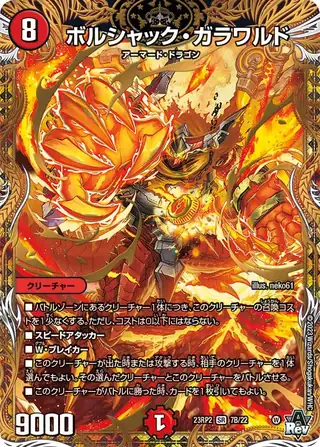 8
ボルシャック・ガラワルド
アーマード・ドラゴン
illus. neko61
クリーチャー
■バトルゾーンにあるクリーチャー1体につき、このクリーチャーの召喚コス
トを1少なくする。ただし、コストは0以下にはならない。
■スピードアタッカー
■W・ブレイカー
■このクリーチャーが出た時または攻撃する時、相手のクリーチャーを1体
選んでもよい。その選んだクリーチャーとこのクリーチャーをバトルさせる。
■このクリーチャーがバトルに勝った時、カードを1枚引いてもよい。
9000
1
23RP2 SR 7B/22
W
Rev
©2023 Wizards/Shogakukan/WHC